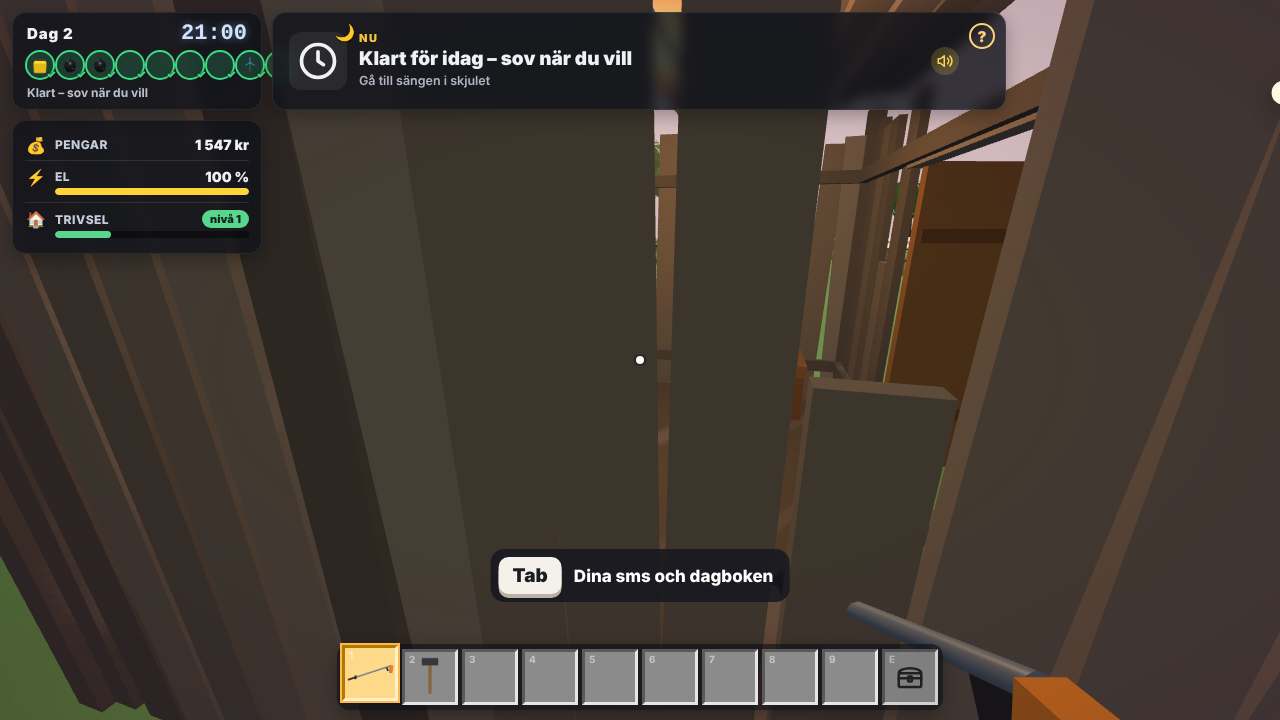 Dag 2
21:00
Klart – sov när du vill
NU
Klart för idag – sov när du vill
Gå till sängen i skjulet
?
PENGAR
1 547 kr
EL
100 %
TRIVSEL
nivå 1
Tab
Dina sms och dagboken
1
2
3
4
5
6
7
8
9
E